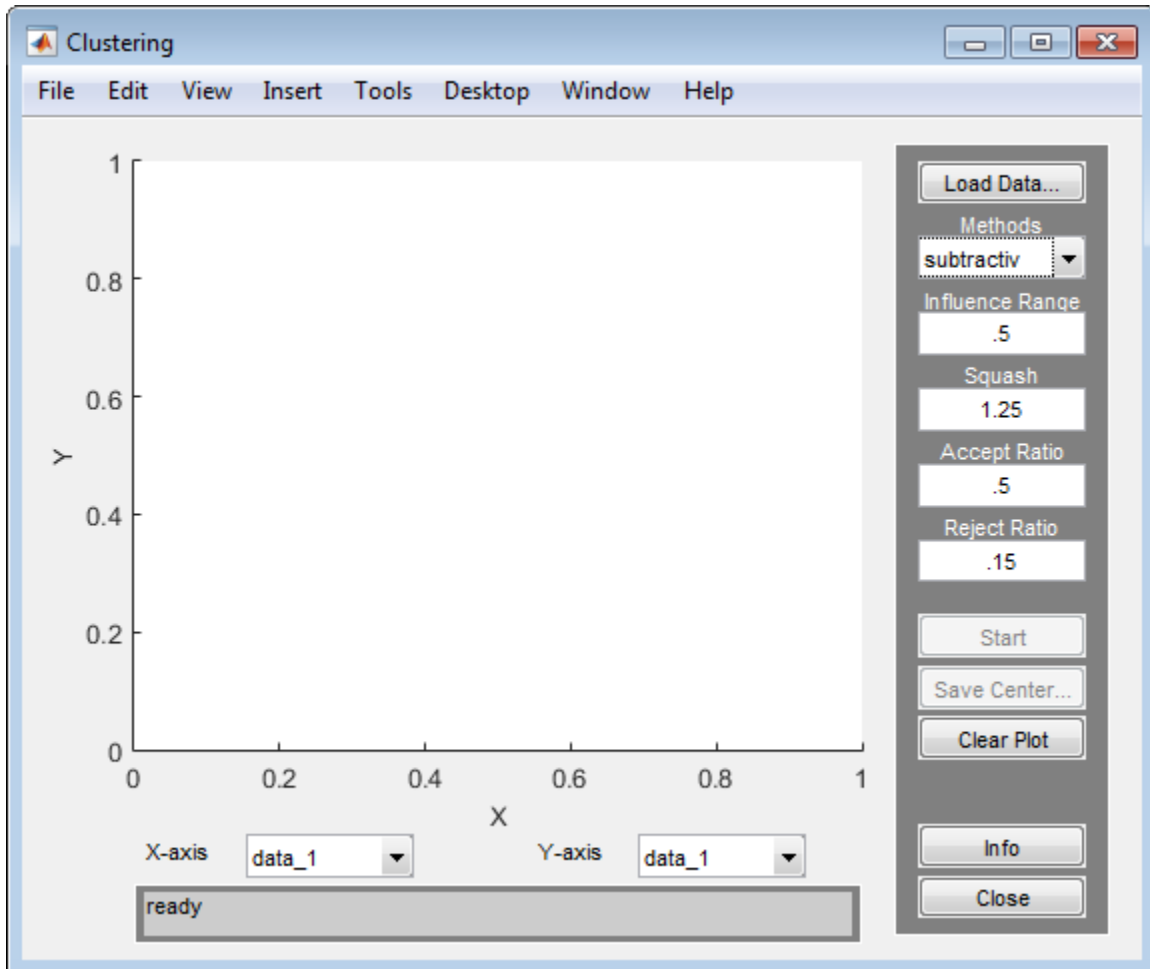 Clustering
File Edit View Insert Tools Desktop Window Help
1
0.8
0.6
0.4
0.2
0
Y
0 0.2 0.4 0.6 0.8 1
X
X-axis data_1 Y-axis data_1
ready
Load Data...
Methods
subtractiv
Influence Range
.5
Squash
1.25
Accept Ratio
.5
Reject Ratio
.15
Start
Save Center...
Clear Plot
Info
Close